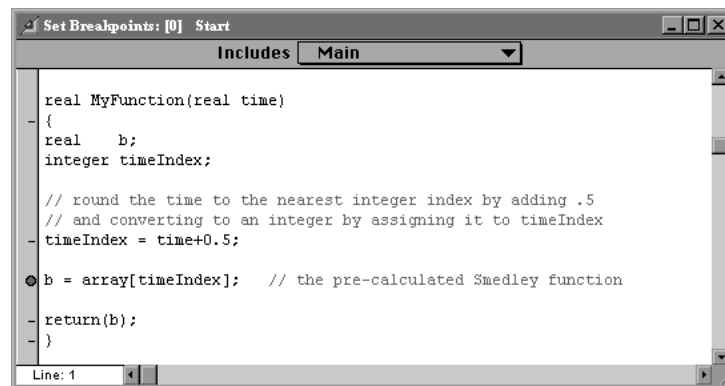 Set Breakpoints: [0] Start
Includes Main
real MyFunction(real time)
{
real b;
integer timeIndex;
// round the time to the nearest integer index by adding .5
// and converting to an integer by assigning it to timeIndex
timeIndex = time+0.5;
b = array[timeIndex]; // the pre-calculated Smedley function
return(b);
}
Line: 1